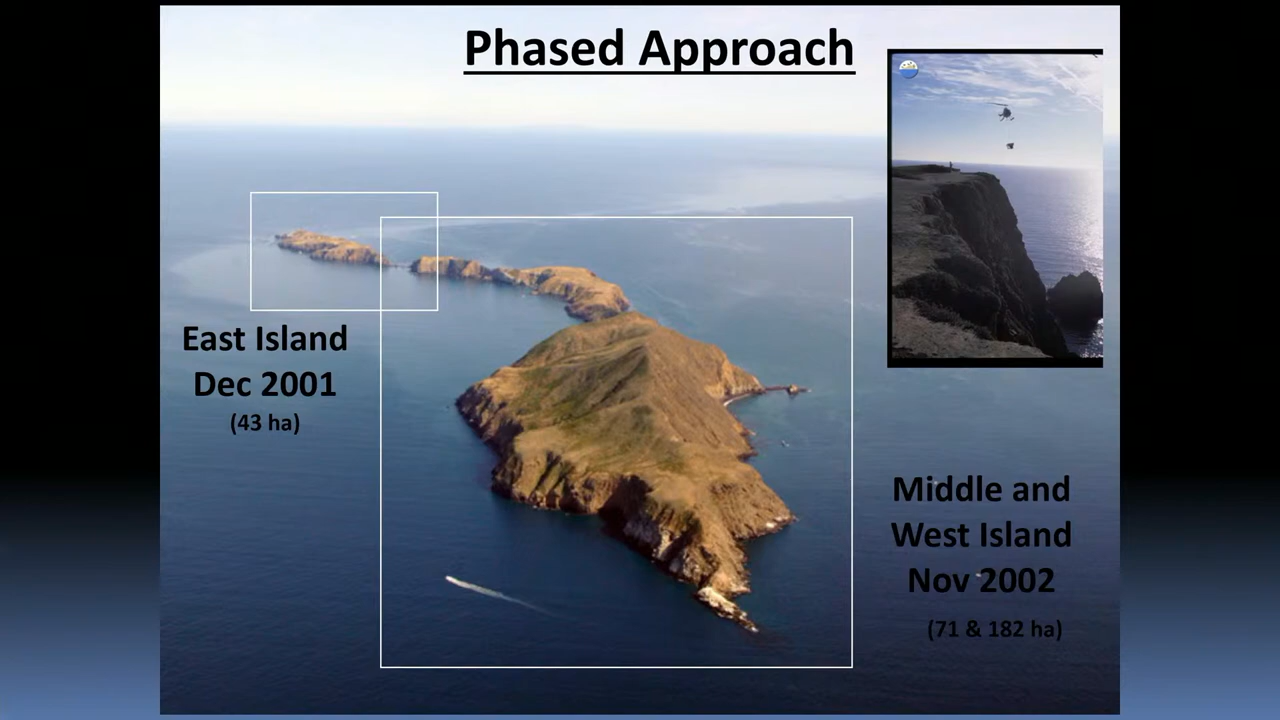 Phased Approach
East Island
Dec 2001
(43 ha)
Middle and
West Island
Nov 2002
(71 & 182 ha)